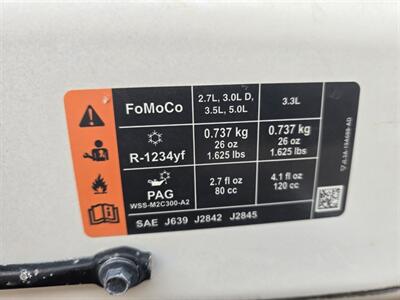 FoMoCo
2.7L, 3.0L D,
3.5L, 5.0L
3.3L
R-1234yf
0.737 kg
26 oz
1.625 lbs
0.737 kg
26 oz
1.625 lbs
PAG
WSS-M2C300-A2
2.7 fl oz
80 cc
4.1 fl oz
120 cc
SAE J639 J2842 J2845